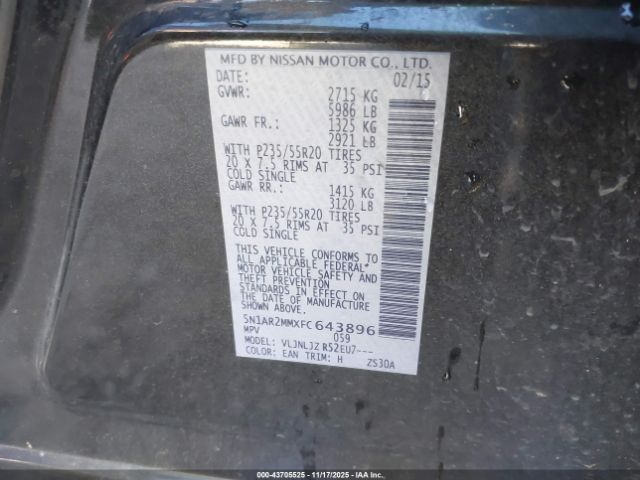 MFD BY NISSAN MOTOR CO., LTD.
DATE: 02/15
GVWR: 2715 KG
5986 LB
GAWR FR.: 1325 KG
2921 LB
WITH P235/55R20 TIRES
20 X 7.5 RIMS AT 35 PSI
COLD SINGLE
GAWR RR.: 1415 KG
3120 LB
WITH P235/55R20 TIRES
20 X 7.5 RIMS AT 35 PSI
COLD SINGLE
THIS VEHICLE CONFORMS TO
ALL APPLICABLE FEDERAL*
MOTOR VEHICLE SAFETY AND
THEFT PREVENTION
STANDARDS IN EFFECT ON
THE DATE OF MANUFACTURE
SHOWN ABOVE.
5N1AR2MMXFC643896
MPV 059
MODEL: VLJNLJZ R52EU7---
COLOR: EAN TRIM: H ZS30A
000-43705525 - 11/17/2025 - IAA Inc.